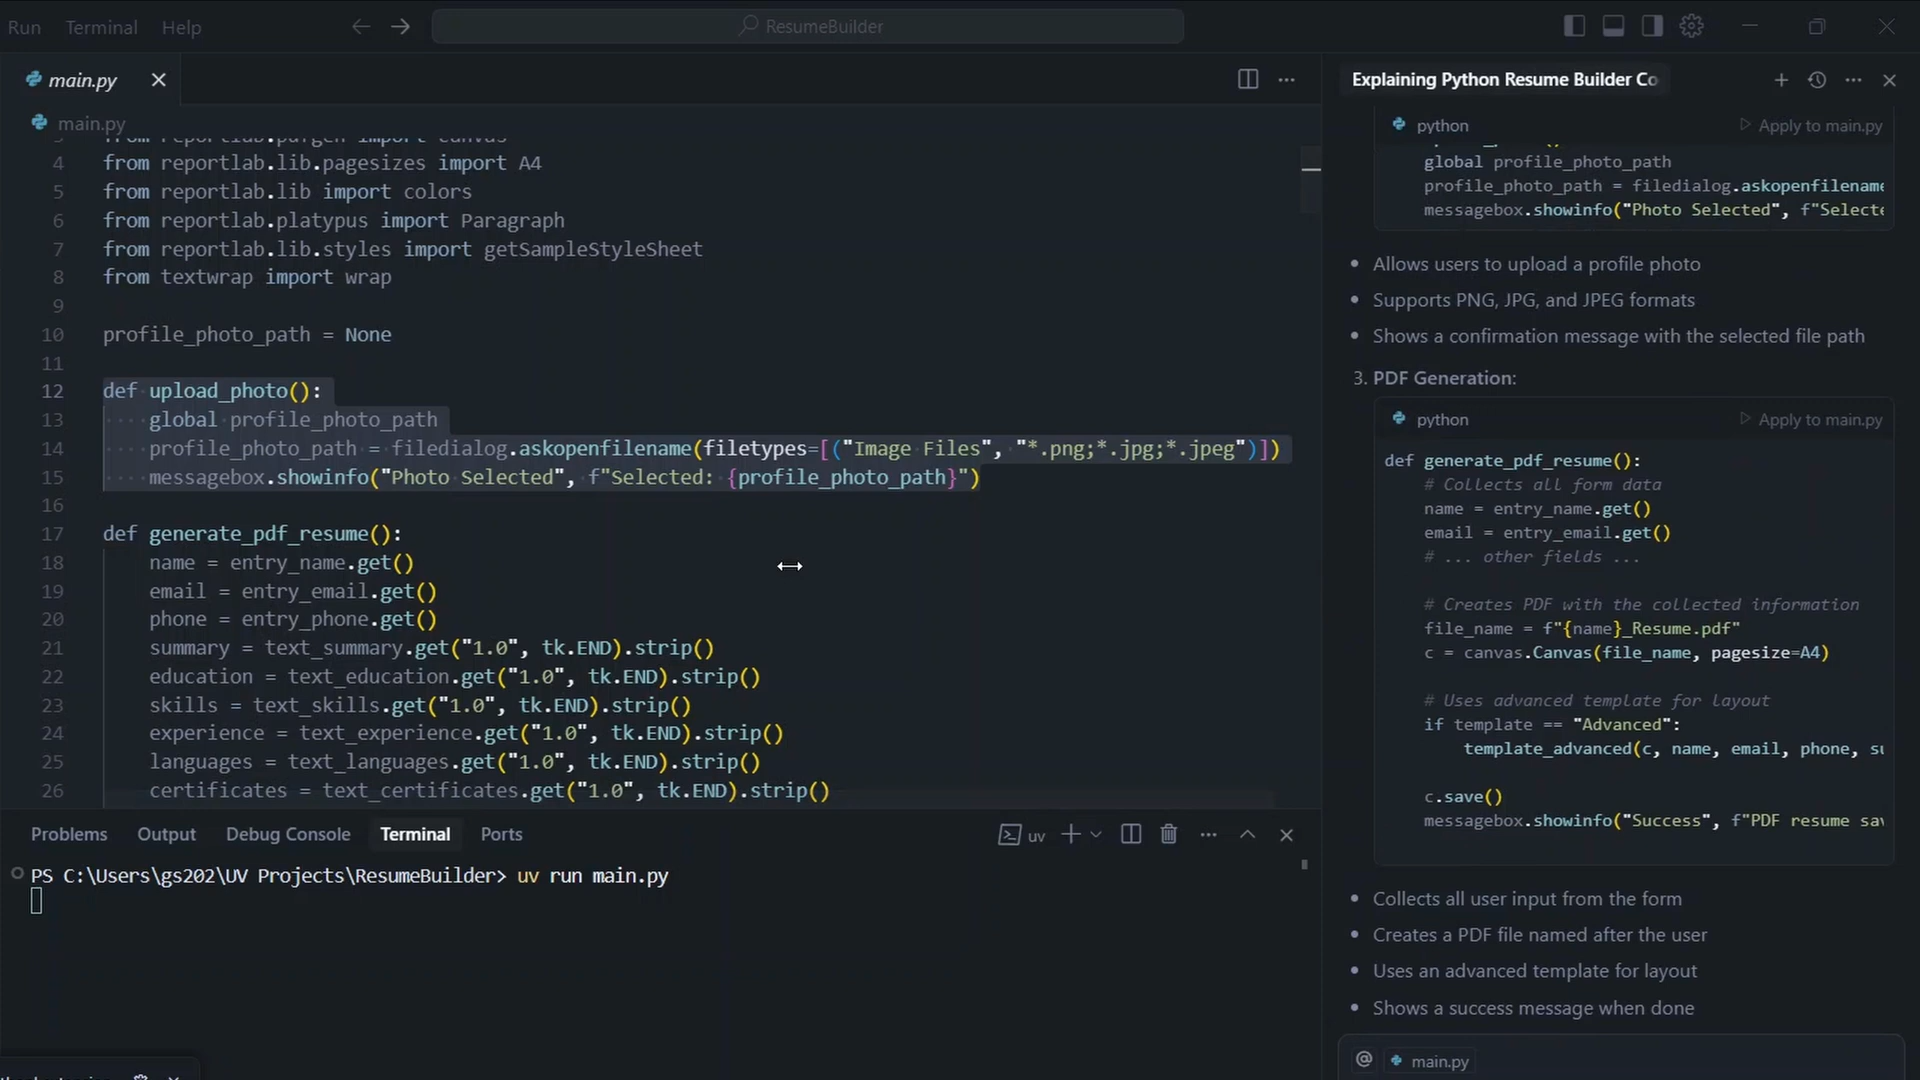 Run Terminal Help
ResumeBuilder
main.py
main.py
4 from reportlab.lib.pagesizes import A4
5 from reportlab.lib import colors
6 from reportlab.platypus import Paragraph
7 from reportlab.lib.styles import getSampleStyleSheet
8 from textwrap import wrap
9
10 profile_photo_path = None
11
12 def upload_photo():
13 global profile_photo_path
14 profile_photo_path = filedialog.askopenfilename(filetypes=[("Image Files", "*.png;*.jpg;*.jpeg")])
15 messagebox.showinfo("Photo Selected", f"Selected: {profile_photo_path}")
16
17 def generate_pdf_resume():
18 name = entry_name.get()
19 email = entry_email.get()
20 phone = entry_phone.get()
21 summary = text_summary.get("1.0", tk.END).strip()
22 education = text_education.get("1.0", tk.END).strip()
23 skills = text_skills.get("1.0", tk.END).strip()
24 experience = text_experience.get("1.0", tk.END).strip()
25 languages = text_languages.get("1.0", tk.END).strip()
26 certificates = text_certificates.get("1.0", tk.END).strip()
Problems Output Debug Console Terminal Ports
uv
PS C:\Users\gs202\UV Projects\ResumeBuilder> uv run main.py
Explaining Python Resume Builder Co
python Apply to main.py
global profile_photo_path
profile_photo_path = filedialog.askopenfilename
messagebox.showinfo("Photo Selected", f"Selecte
• Allows users to upload a profile photo
• Supports PNG, JPG, and JPEG formats
• Shows a confirmation message with the selected file path
3. PDF Generation:
python Apply to main.py
def generate_pdf_resume():
# Collects all form data
name = entry_name.get()
email = entry_email.get()
# ... other fields ...
# Creates PDF with the collected information
file_name = f"{name}_Resume.pdf"
c = canvas.Canvas(file_name, pagesize=A4)
# Uses advanced template for layout
if template == "Advanced":
template_advanced(c, name, email, phone, su
c.save()
messagebox.showinfo("Success", f"PDF resume sav
• Collects all user input from the form
• Creates a PDF file named after the user
• Uses an advanced template for layout
• Shows a success message when done
@ main.py